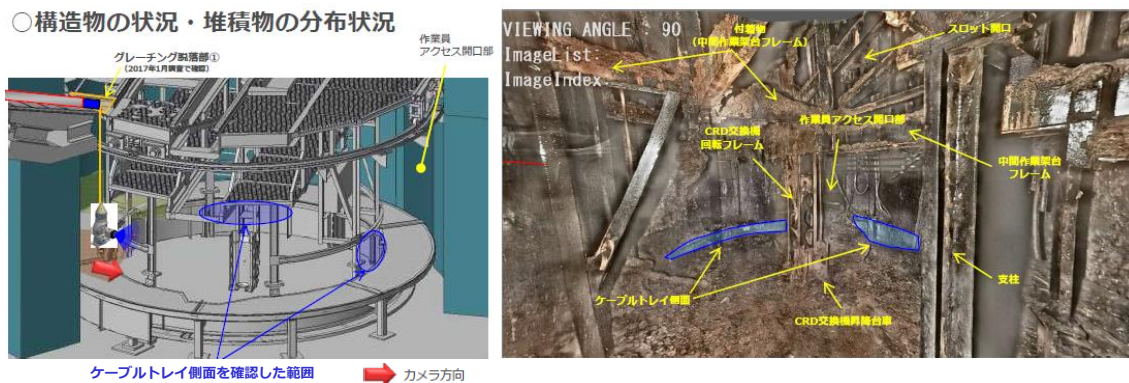 ○構造物の状況・堆積物の分布状況
グレーチング脱落部①
(2017年1月調査で確認)
作業員
アクセス開口部
ケーブルトレイ側面を確認した範囲
カメラ方向
VIEWING ANGLE : 90
ImageList:
ImageIndex:
付着物
(中間作業架台フレーム)
スロット開口
CRD交換機
回転フレーム
作業員アクセス開口部
中間作業架台
フレーム
ケーブルトレイ側面
支柱
CRD交換機昇降台車